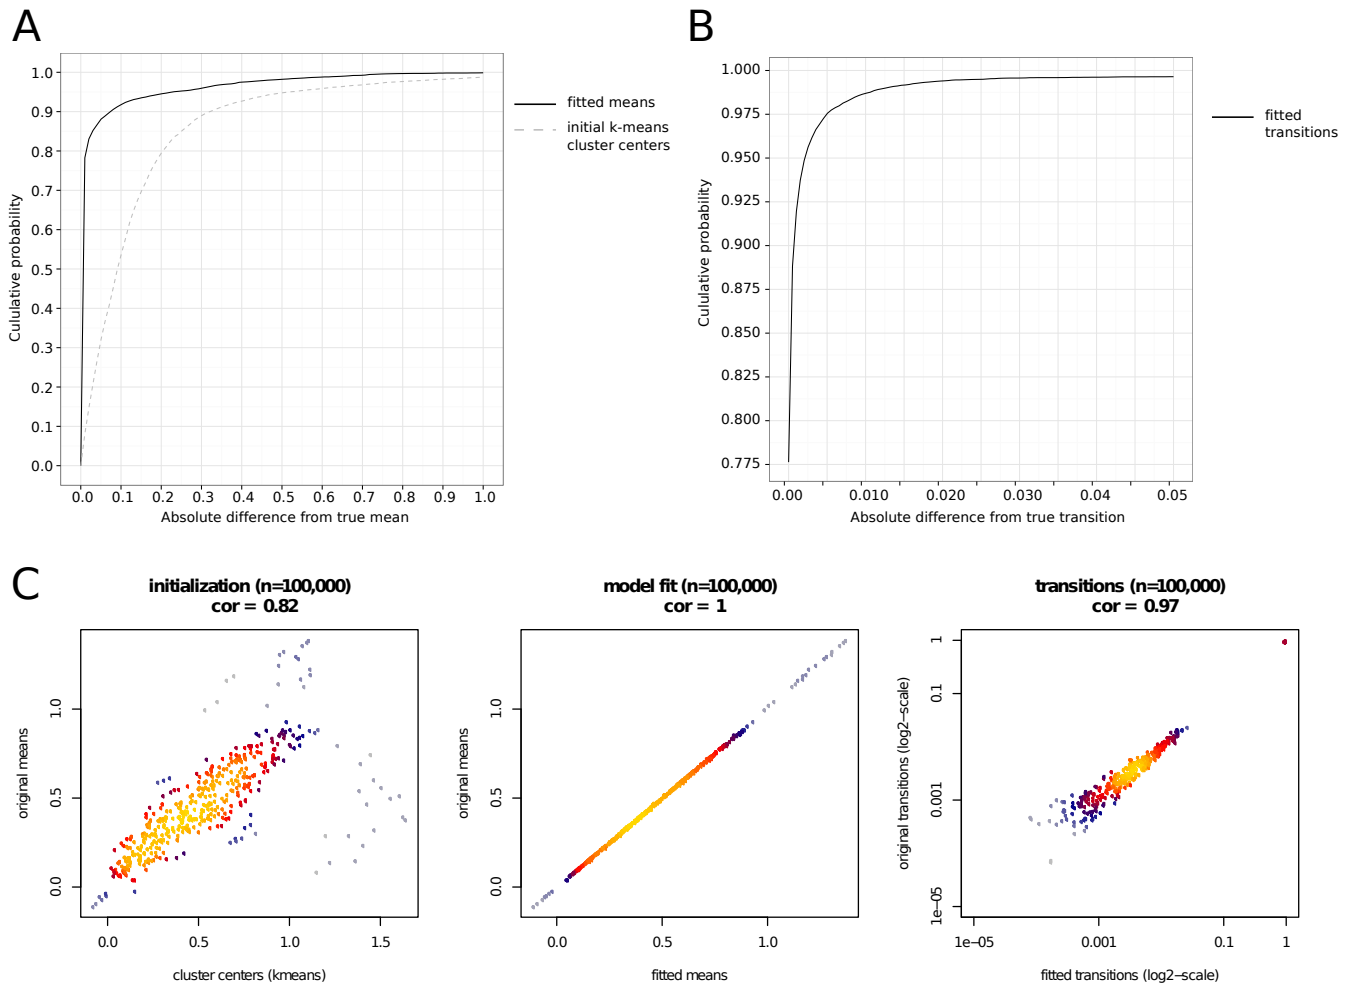 A
1.0
0.9
0.8
0.7
0.6
0.5
0.4
0.3
0.2
0.1
0.0
Cululative probability
0.0 0.1 0.2 0.3 0.4 0.5 0.6 0.7 0.8 0.9 1.0
Absolute difference from true mean
fitted means
initial k-means
cluster centers
B
1.000
0.975
0.950
0.925
0.900
0.875
0.850
0.825
0.800
0.775
Cululative probability
0.00 0.010 0.020 0.030 0.04 0.05
Absolute difference from true transition
fitted
transitions
C
initialization (n=100,000)
cor = 0.82
original means
1.0
0.5
0.0
0.0 0.5 1.0 1.5
cluster centers (kmeans)
model fit (n=100,000)
cor = 1
original means
1.0
0.5
0.0
0.0 0.5 1.0
fitted means
transitions (n=100,000)
cor = 0.97
original transitions (log2−scale)
1
0.1
0.001
1e−05
1e−05 0.001 0.1 1
fitted transitions (log2−scale)